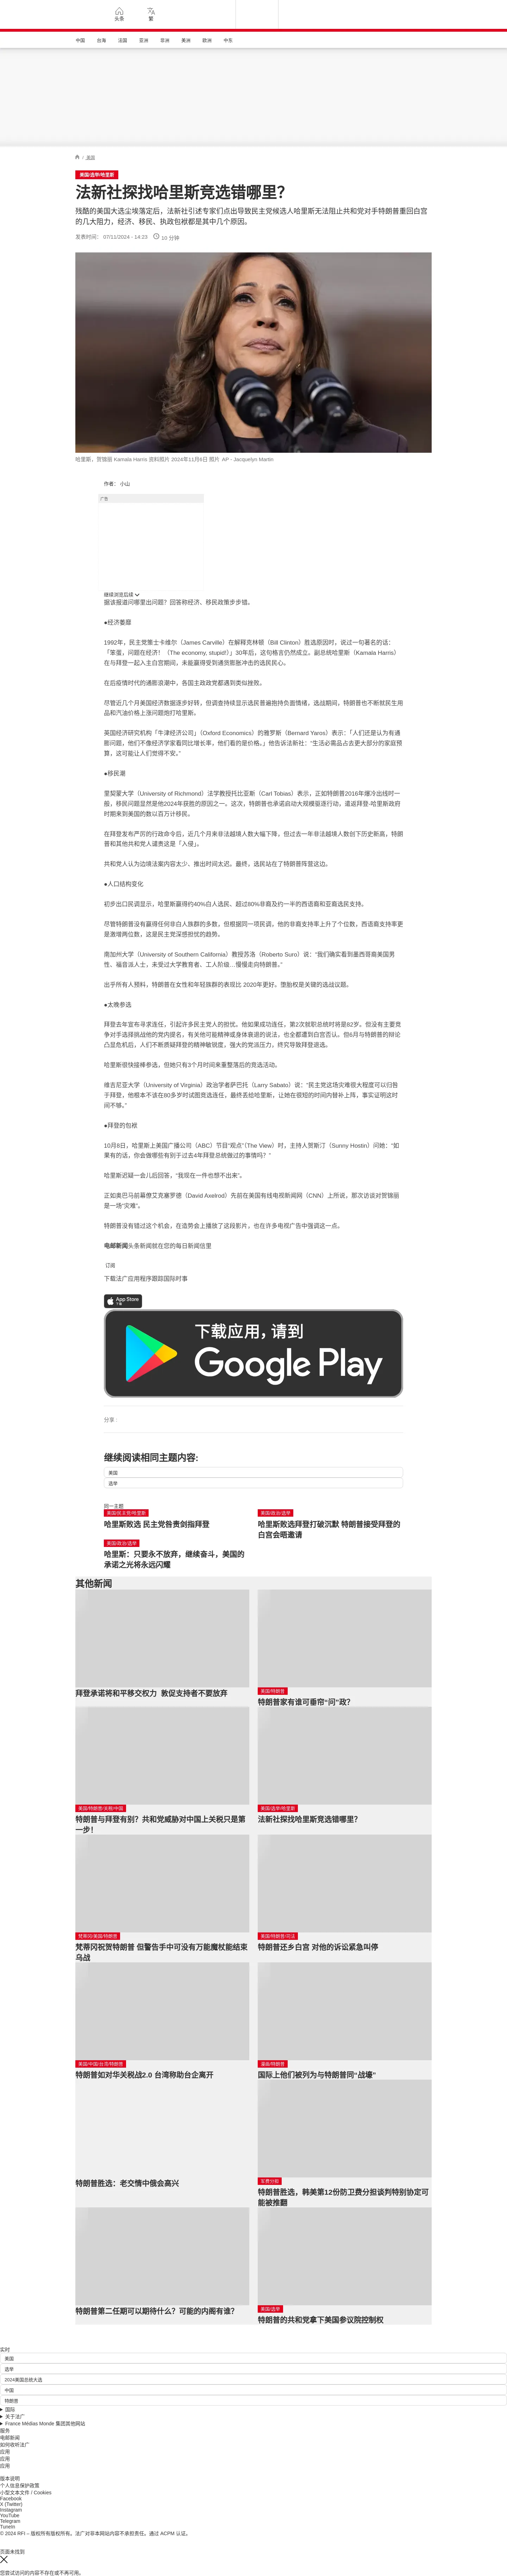 头条
繁
中国
台海
法国
亚洲
非洲
美洲
欧洲
中东
/ 美国
美国/选举/哈里斯
法新社探找哈里斯竞选错哪里？
残酷的美国大选尘埃落定后，法新社引述专家们点出导致民主党候选人哈里斯无法阻止共和党对手特朗普重回白宫的几大阻力，经济、移民、执政包袱都是其中几个原因。
发表时间： 07/11/2024 - 14:23
10 分钟
哈里斯，贺锦丽 Kamala Harris 资料照片 2024年11月6日 照片 AP - Jacquelyn Martin
作者： 小山
广告
继续浏览后续
据该报道问哪里出问题？回答称经济、移民政策步步错。
●经济萎靡
1992年，民主党策士卡维尔（James Carville）在解释克林顿（Bill Clinton）胜选原因时，说过一句著名的话：
「笨蛋，问题在经济！（The economy, stupid!）」30年后，这句格言仍然成立。副总统哈里斯（Kamala Harris）
在与拜登一起入主白宫期间，未能赢得受到通货膨胀冲击的选民民心。
在后疫情时代的通膨浪潮中，各国主政政党都遇到类似挫败。
尽管近几个月美国经济数据逐步好转，但调查持续显示选民普遍抱持负面情绪。选战期间，特朗普也不断就民生用
品和汽油价格上涨问题炮打哈里斯。
英国经济研究机构「牛津经济公司」（Oxford Economics）的雅罗斯（Bernard Yaros）表示：「人们还是认为有通
膨问题，他们不像经济学家看同比增长率，他们看的是价格。」他告诉法新社：“生活必需品占去更大部分的家庭预
算，这可能让人们觉得不安。”
●移民潮
里契蒙大学（University of Richmond）法学教授托比亚斯（Carl Tobias）表示，正如特朗普2016年爆冷出线时一
般，移民问题显然是他2024年获胜的原因之一。这次，特朗普也承诺启动大规模驱逐行动，遣返拜登-哈里斯政府
时期来到美国的数以百万计移民。
在拜登发布严厉的行政命令后，近几个月来非法越境人数大幅下降，但过去一年非法越境人数创下历史新高，特朗
普和其他共和党人谴责这是「入侵」。
共和党人认为边境法案内容太少、推出时间太迟。最终，选民站在了特朗普阵营这边。
●人口结构变化
初步出口民调显示，哈里斯赢得约40%白人选民、超过80%非裔及约一半的西语裔和亚裔选民支持。
尽管特朗普没有赢得任何非白人族群的多数，但根据同一项民调，他的非裔支持率上升了个位数，西语裔支持率更
是激增两位数，这是民主党深感担忧的趋势。
南加州大学（University of Southern California）教授苏洛（Roberto Suro）说：“我们确实看到墨西哥裔美国男
性、福音派人士，未受过大学教育者、工人阶级...慢慢走向特朗普。”
出乎所有人预料，特朗普在女性和年轻族群的表现比 2020年更好。堕胎权是关键的选战议题。
●太晚参选
拜登去年宣布寻求连任，引起许多民主党人的担忧。他如果成功连任，第2次就职总统时将是82岁。但没有主要竞
争对手选择挑战他的党内提名，有关他可能精神或身体衰退的说法，也全都遭到白宫否认。但6月与特朗普的辩论
凸显危机后，人们不断质疑拜登的精神敏锐度，强大的党派压力，终究导致拜登退选。
哈里斯很快接棒参选，但她只有3个月时间来重整落后的竞选活动。
维吉尼亚大学（University of Virginia）政治学者萨巴托（Larry Sabato）说：“民主党这场灾难很大程度可以归咎
于拜登，他根本不该在80多岁时试图竞选连任，最终丢给哈里斯，让她在很短的时间内替补上阵，事实证明这时
间不够。”
●拜登的包袱
10月8日，哈里斯上美国广播公司（ABC）节目“观点”（The View）时，主持人贾斯汀（Sunny Hostin）问她：“如
果有的话，你会做哪些有别于过去4年拜登总统做过的事情吗？”
哈里斯迟疑一会儿后回答，“我现在一件也想不出来”。
正如奥巴马前幕僚艾克塞罗德（David Axelrod）先前在美国有线电视新闻网（CNN）上所说，那次访谈对贺锦丽
是一场“灾难”。
特朗普没有错过这个机会，在造势会上播放了这段影片，也在许多电视广告中强调这一点。
电邮新闻头条新闻就在您的每日新闻信里
订阅
下载法广应用程序跟踪国际时事
App Store
下载
下载应用，请到
Google Play
分享 :
继续阅读相同主题内容:
美国
选举
同一主题
美国/民主党/哈里斯
哈里斯败选 民主党咎责剑指拜登
美国/政治/选举
哈里斯败选拜登打破沉默 特朗普接受拜登的白宫会晤邀请
美国/政治/选举
哈里斯：只要永不放弃，继续奋斗，美国的承诺之光将永远闪耀
其他新闻
拜登承诺将和平移交权力 敦促支持者不要放弃
美国/特朗普
特朗普家有谁可垂帘“问”政？
美国/特朗普/关税/中国
特朗普与拜登有别？共和党威胁对中国上关税只是第一步！
美国/选举/哈里斯
法新社探找哈里斯竞选错哪里？
梵蒂冈/美国/特朗普
梵蒂冈祝贺特朗普 但警告手中可没有万能魔杖能结束乌战
美国/特朗普/司法
特朗普还乡白宫 对他的诉讼紧急叫停
美国/中国/台湾/特朗普
特朗普如对华关税战2.0 台湾称助台企离开
漫画/特朗普
国际上他们被列为与特朗普同“战壕”
特朗普胜选：老交情中俄会高兴
军费分担
特朗普胜选，韩美第12份防卫费分担谈判特别协定可能被推翻
特朗普第二任期可以期待什么？可能的内阁有谁？
美国/选举
特朗普的共和党拿下美国参议院控制权
实时
美国
选举
2024美国总统大选
中国
特朗普
国际
关于法广
France Médias Monde 集团其他网站
服务
电邮新闻
如何收听法广
应用
应用
应用
版本说明
个人信息保护政策
小型文本文件 / Cookies
Facebook
X (Twitter)
Instagram
YouTube
Telegram
TuneIn
© 2024 RFI – 版权所有版权所有。法广对非本网站内容不承担责任。通过 ACPM 认证。
页面未找到
您尝试访问的内容不存在或不再可用。